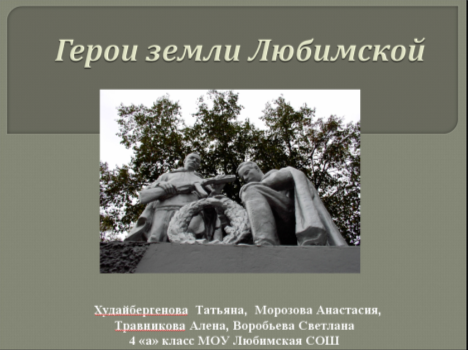 Герои земли Любимской
Худайбергенова Татьяна, Морозова Анастасия,
Травникова Алена, Воробьева Светлана
4 «а» класс МОУ Любимская СОШ